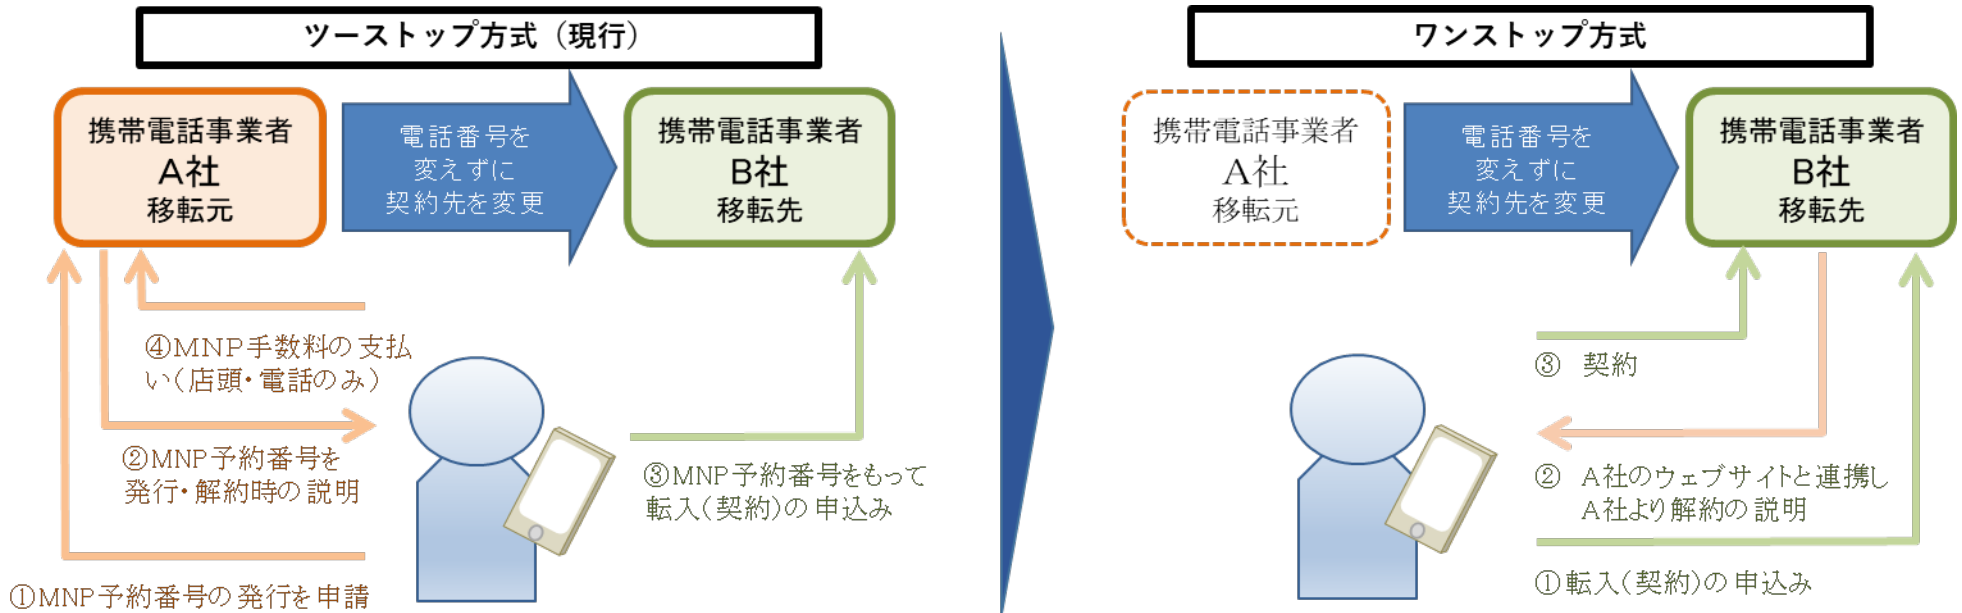 ツーストップ方式（現行）
携帯電話事業者
A社
移転元
電話番号を
変えずに
契約先を変更
携帯電話事業者
B社
移転先
④MNP手数料の支払
い（店頭・電話のみ）
②MNP予約番号を
発行・解約時の説明
③MNP予約番号をもって
転入（契約）の申込み
①MNP予約番号の発行を申請
ワンストップ方式
携帯電話事業者
A社
移転元
電話番号を
変えずに
契約先を変更
携帯電話事業者
B社
移転先
③ 契約
② A社のウェブサイトと連携し
A社より解約の説明
①転入（契約）の申込み